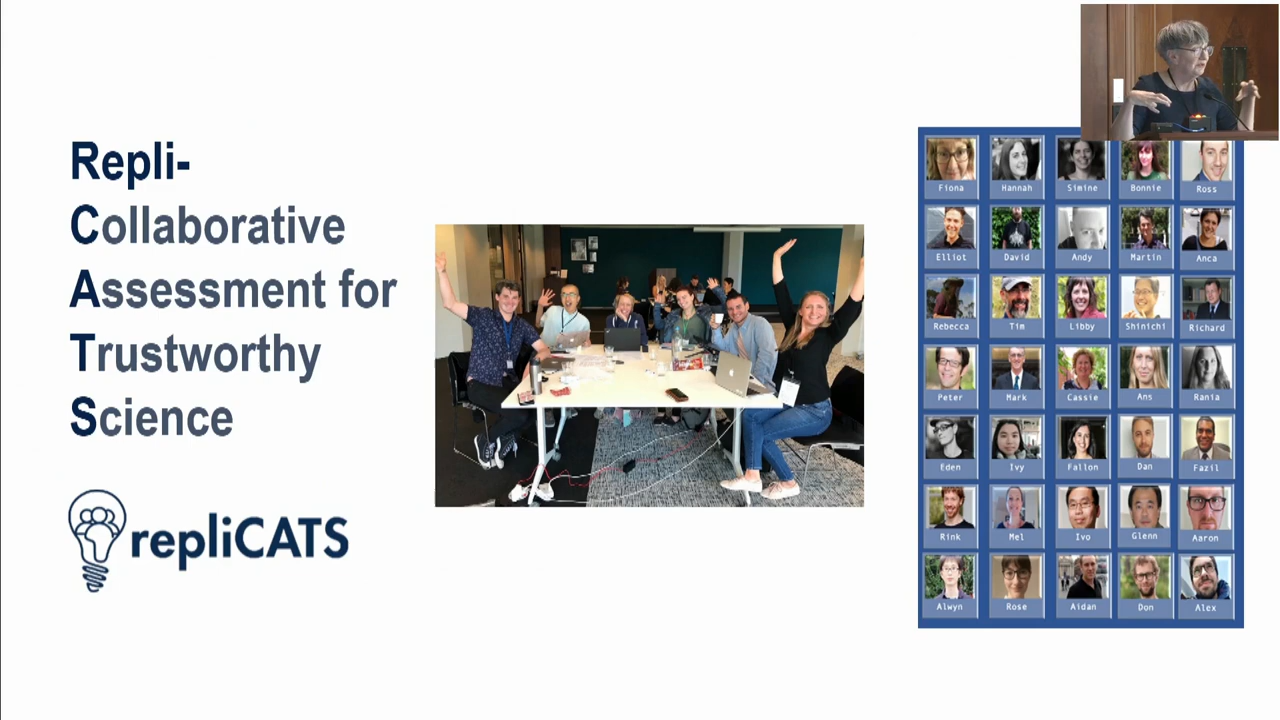 Repli-
Collaborative
Assessment for
Trustworthy
Science
repliCATS
Fiona Hannah Simine Bonnie Ross
Elliot David Andy Martin Anca
Rebecca Tim Libby Shinichi Richard
Peter Mark Cassie Ans Rania
Eden Ivy Fallon Dan Fazil
Rink Mel Ivo Glenn Aaron
Alwyn Rose Aidan Don Alex